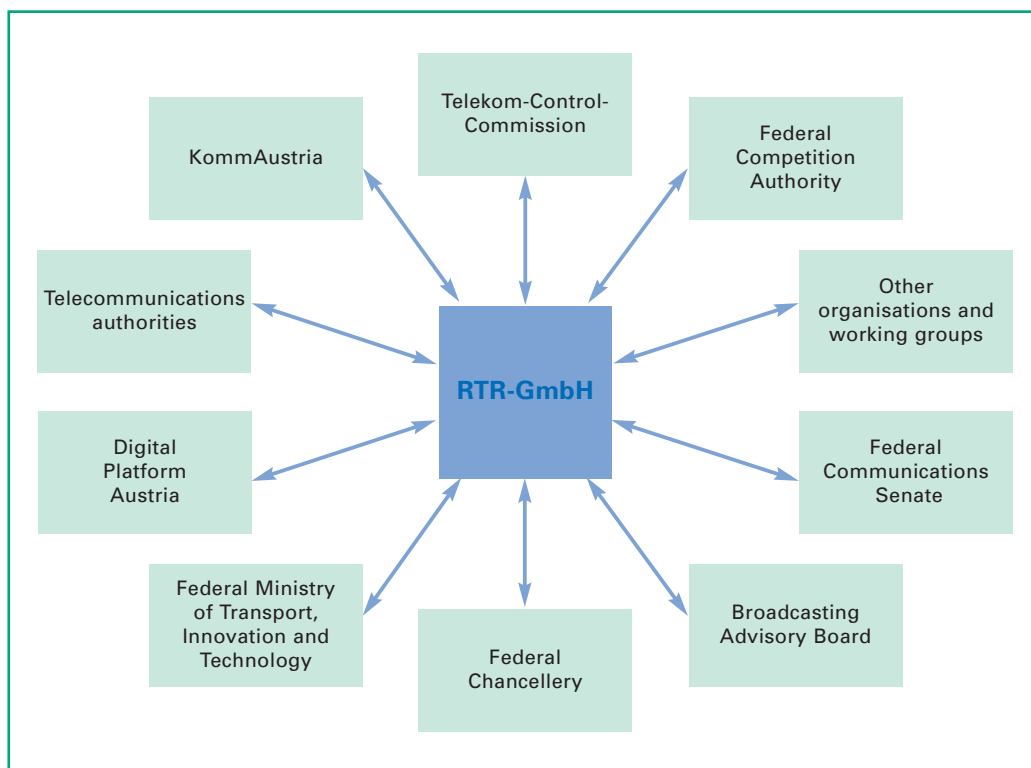 Telekom-Control-
Commission
KommAustria
Federal
Competition
Authority
Telecommunications
authorities
Other
organisations and
working groups
RTR-GmbH
Digital
Platform
Austria
Federal
Communications
Senate
Federal Ministry
of Transport,
Innovation and
Technology
Federal
Chancellery
Broadcasting
Advisory Board